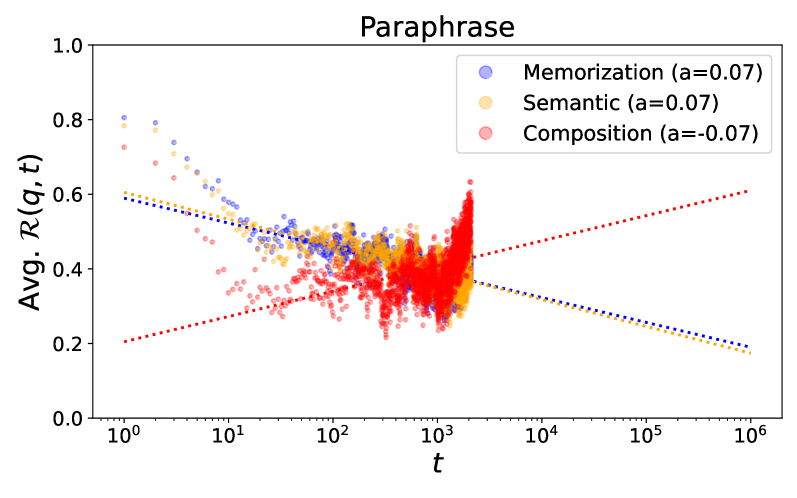 Paraphrase
Memorization (a=0.07)
Semantic (a=0.07)
Composition (a=-0.07)
Avg. ℛ(q, t)
1.0
0.8
0.6
0.4
0.2
0.0
10⁰ 10¹ 10² 10³ 10⁴ 10⁵ 10⁶
t